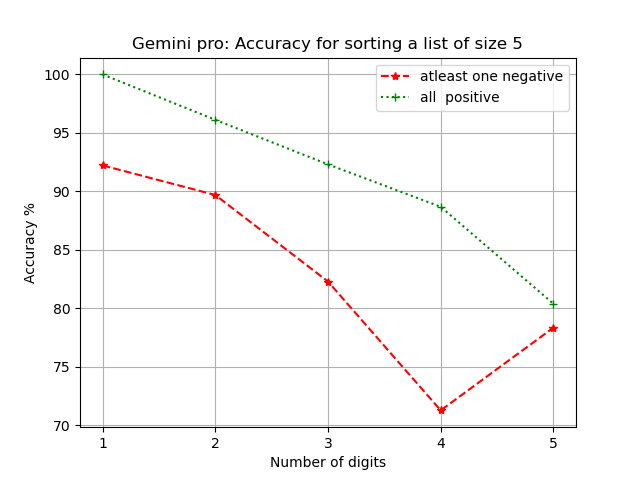 Gemini pro: Accuracy for sorting a list of size 5
atleast one negative
all  positive
100
95
90
85
80
75
70
Accuracy %
1 2 3 4 5
Number of digits